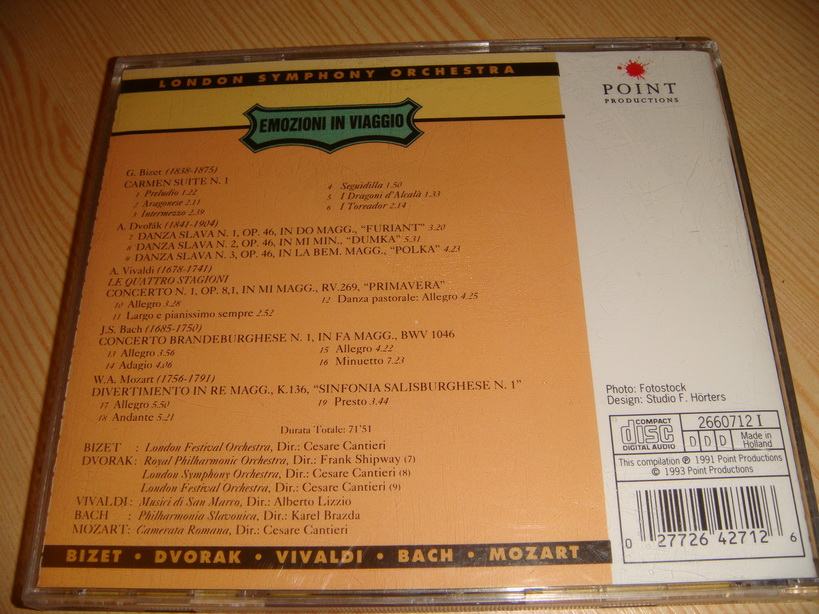 LONDON SYMPHONY ORCHESTRA
EMOZIONI IN VIAGGIO
G. Bizet (1838-1875)
CARMEN SUITE N. 1
1 Preludio 1.22
2 Aragonese 2.11
3 Intermezzo 2.39
4 Seguidilla 1.50
5 I Dragoni d'Alcalà 1.33
6 I Toreador 2.14
A. Dvořák (1841-1904)
7 DANZA SLAVA N. 1, OP. 46, IN DO MAGG., "FURIANT" 3.20
8 DANZA SLAVA N. 2, OP. 46, IN MI MIN., "DUMKA" 5.31
9 DANZA SLAVA N. 3, OP. 46, IN LA BEM. MAGG., "POLKA" 4.23
A. Vivaldi (1678-1741)
LE QUATTRO STAGIONI
CONCERTO N. 1, OP. 8,1, IN MI MAGG., RV.269, "PRIMAVERA"
10 Allegro 3.28
11 Largo e pianissimo sempre 2.52
12 Danza pastorale: Allegro 4.25
J.S. Bach (1685-1750)
CONCERTO BRANDEBURGHESE N. 1, IN FA MAGG., BWV 1046
13 Allegro 3.56
14 Adagio 4.06
15 Allegro 4.22
16 Minuetto 7.23
W.A. Mozart (1756-1791)
DIVERTIMENTO IN RE MAGG., K.136, "SINFONIA SALISBURGHESE N. 1"
17 Allegro 5.50
18 Andante 5.21
19 Presto 3.44
Durata Totale: 71'51
BIZET : London Festival Orchestra, Dir.: Cesare Cantieri
DVORAK: Royal Philharmonic Orchestra, Dir.: Frank Shipway (7)
London Symphony Orchestra, Dir.: Cesare Cantieri (8)
London Festival Orchestra, Dir.: Cesare Cantieri (9)
VIVALDI: Musici di San Marco, Dir.: Alberto Lizzio
BACH : Philharmonia Slavonica, Dir.: Karel Brazda
MOZART: Camerata Romana, Dir.: Cesare Cantieri
BIZET • DVORAK • VIVALDI • BACH • MOZART
POINT
PRODUCTIONS
Photo: Fotostock
Design: Studio F. Hörters
COMPACT
disc
DIGITAL AUDIO
2660712 I
D D D
Made in
Holland
This compilation ℗ 1991 Point Productions
© 1993 Point Productions
0 27726 42712 6